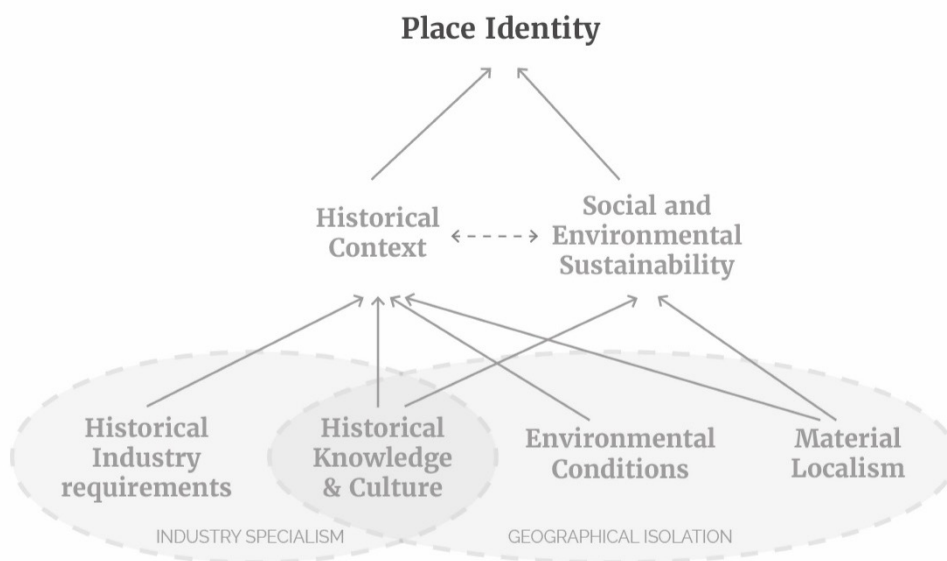 Place Identity
Historical
Context
Social and
Environmental
Sustainability
Historical
Industry
requirements
Historical
Knowledge
& Culture
Environmental
Conditions
Material
Localism
INDUSTRY SPECIALISM
GEOGRAPHICAL ISOLATION